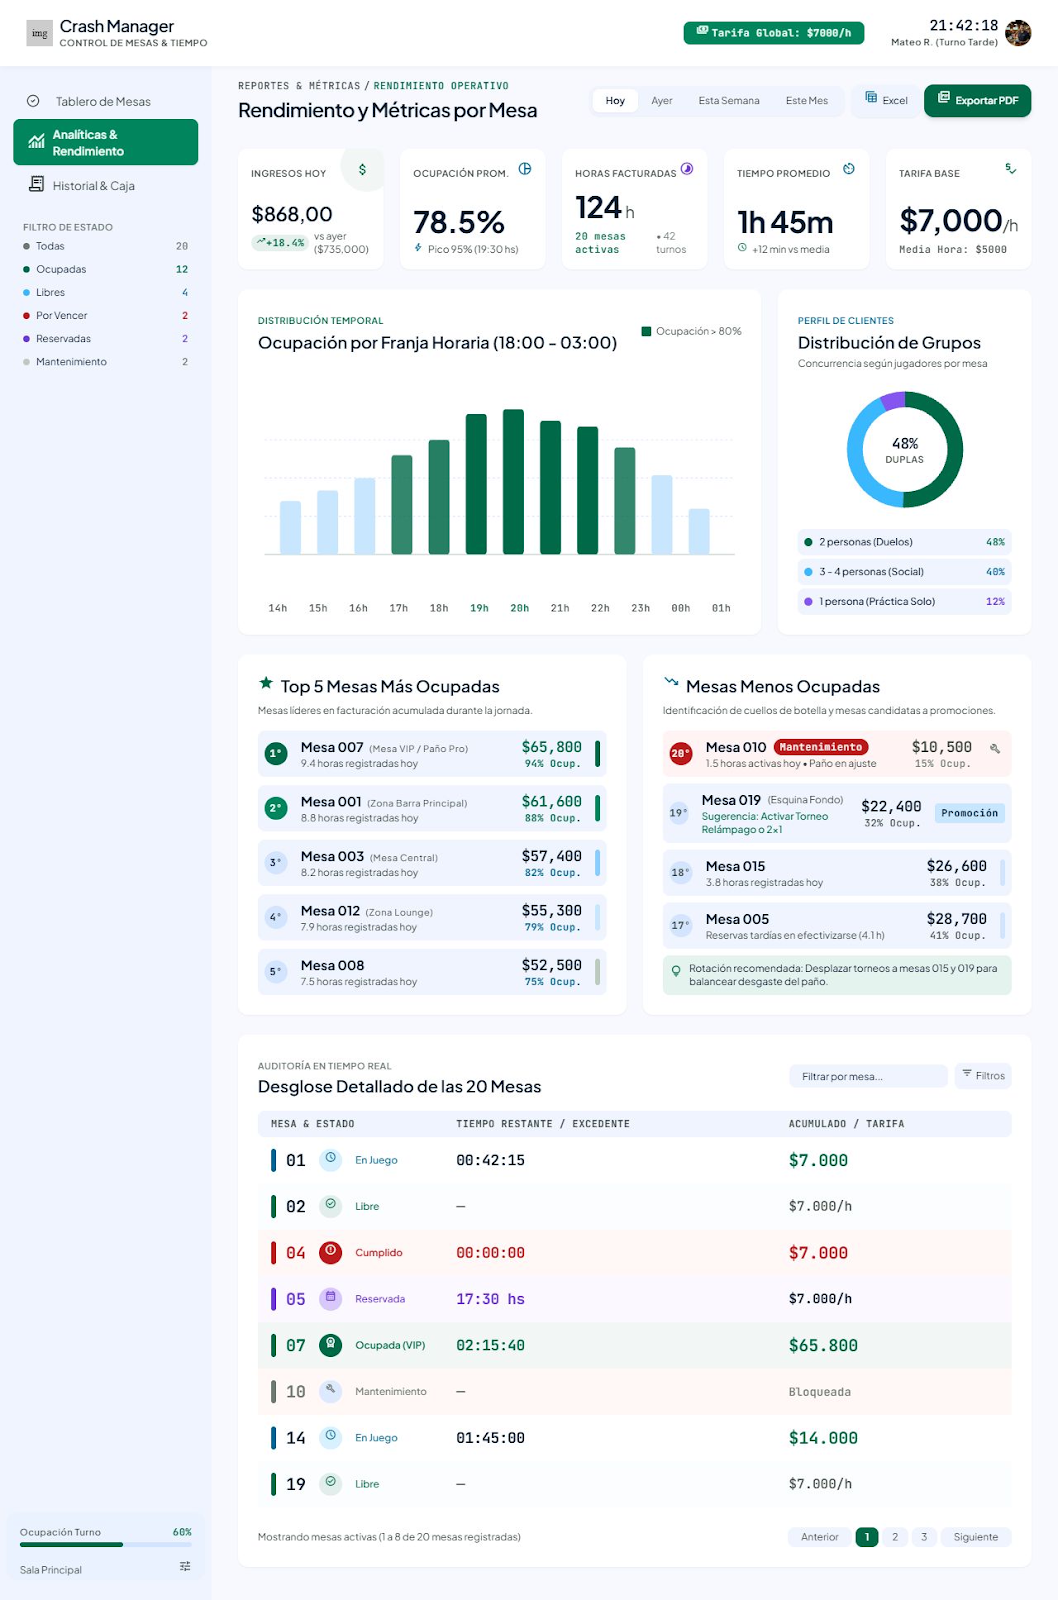 img
Crash Manager
CONTROL DE MESAS & TIEMPO
Tarifa Global: $7000/h
21:42:18
Mateo R. (Turno Tarde)
Tablero de Mesas
Analíticas &
Rendimiento
Historial & Caja
FILTRO DE ESTADO
Todas 20
Ocupadas 12
Libres 4
Por Vencer 2
Reservadas 2
Mantenimiento 2
Ocupación Turno 60%
Sala Principal
REPORTES & MÉTRICAS / RENDIMIENTO OPERATIVO
Rendimiento y Métricas por Mesa
Hoy Ayer Esta Semana Este Mes
Excel
Exportar PDF
INGRESOS HOY
$
$868,00
+18.4%
vs ayer
($735.000)
OCUPACIÓN PROM.
78.5%
Pico 95% (19:30 hs)
HORAS FACTURADAS
124 h
20 mesas
activas
• 42
turnos
TIEMPO PROMEDIO
1h 45m
+12 min vs media
TARIFA BASE
$7,000/h
Media Hora: $5000
DISTRIBUCIÓN TEMPORAL
Ocupación por Franja Horaria (18:00 - 03:00)
Ocupación > 80%
14h 15h 16h 17h 18h 19h 20h 21h 22h 23h 00h 01h
PERFIL DE CLIENTES
Distribución de Grupos
Concurrencia según jugadores por mesa
48%
DUPLAS
2 personas (Duelos) 48%
3 - 4 personas (Social) 40%
1 persona (Práctica Solo) 12%
Top 5 Mesas Más Ocupadas
Mesas líderes en facturación acumulada durante la jornada.
1° Mesa 007 (Mesa VIP / Paño Pro) $65,800
9.4 horas registradas hoy 94% Ocup.
2° Mesa 001 (Zona Barra Principal) $61,600
8.8 horas registradas hoy 88% Ocup.
3° Mesa 003 (Mesa Central) $57,400
8.2 horas registradas hoy 82% Ocup.
4° Mesa 012 (Zona Lounge) $55,300
7.9 horas registradas hoy 79% Ocup.
5° Mesa 008 $52,500
7.5 horas registradas hoy 75% Ocup.
Mesas Menos Ocupadas
Identificación de cuellos de botella y mesas candidatas a promociones.
20° Mesa 010 Mantenimiento $10,500
1.5 horas activas hoy • Paño en ajuste 15% Ocup.
19° Mesa 019 (Esquina Fondo) $22,400
Sugerencia: Activar Torneo
Relámpago o 2x1
32% Ocup.
Promoción
18° Mesa 015 $26,600
3.8 horas registradas hoy 38% Ocup.
17° Mesa 005 $28,700
Reservas tardías en efectivizarse (4.1 h) 41% Ocup.
Rotación recomendada: Desplazar torneos a mesas 015 y 019 para
balancear desgaste del paño.
AUDITORÍA EN TIEMPO REAL
Desglose Detallado de las 20 Mesas
Filtrar por mesa...
Filtros
MESA & ESTADO TIEMPO RESTANTE / EXCEDENTE ACUMULADO / TARIFA
01 En Juego 00:42:15 $7.000
02 Libre — $7.000/h
04 Cumplido 00:00:00 $7.000
05 Reservada 17:30 hs $7.000/h
07 Ocupada (VIP) 02:15:40 $65.800
10 Mantenimiento — Bloqueada
14 En Juego 01:45:00 $14.000
19 Libre — $7.000/h
Mostrando mesas activas (1 a 8 de 20 mesas registradas)
Anterior 1 2 3 Siguiente